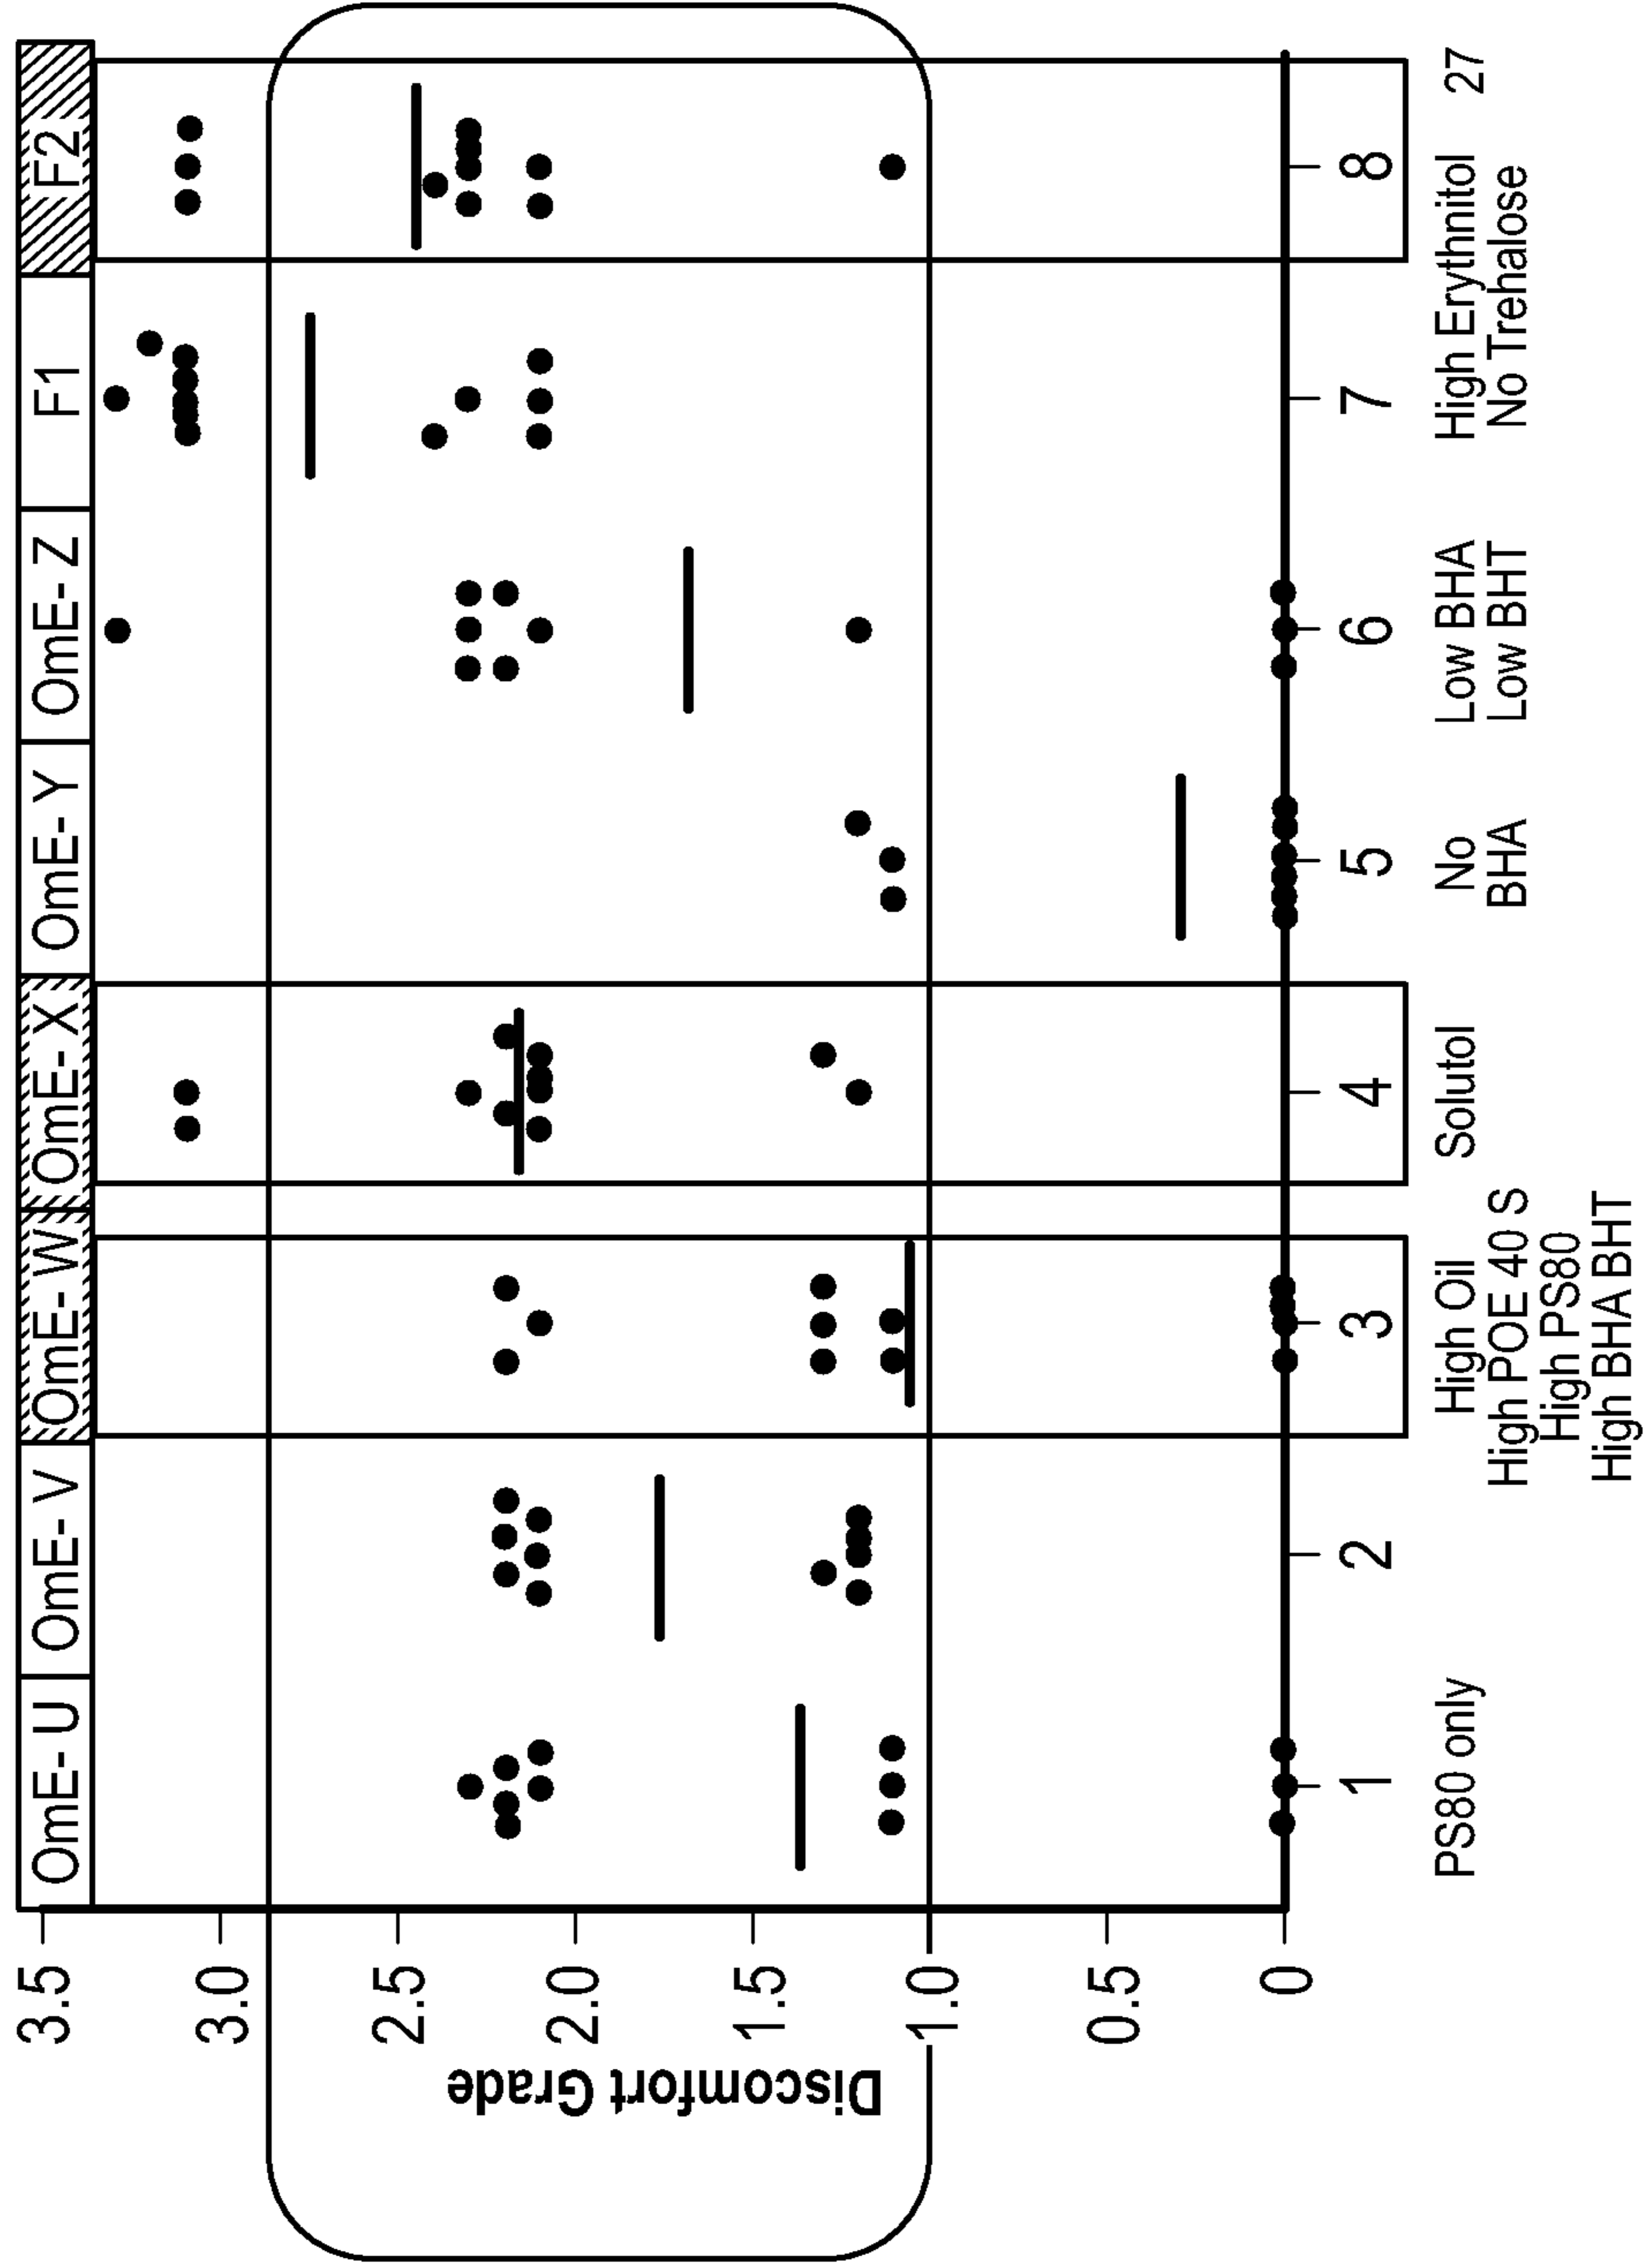 OmE- U
OmE- V
OmE- W
OmE- X
OmE- Y
OmE- Z
F1
F2
Discomfort Grade
3.5
3.0
2.5
2.0
1.5
1.0
0.5
0
1
2
3
4
5
6
7
8
PS80 only
High Oil
High POE 40 S
High PS80
High BHA BHT
Solutol
No
BHA
Low BHA
Low BHT
High Erythnitol
No Trehalose
27